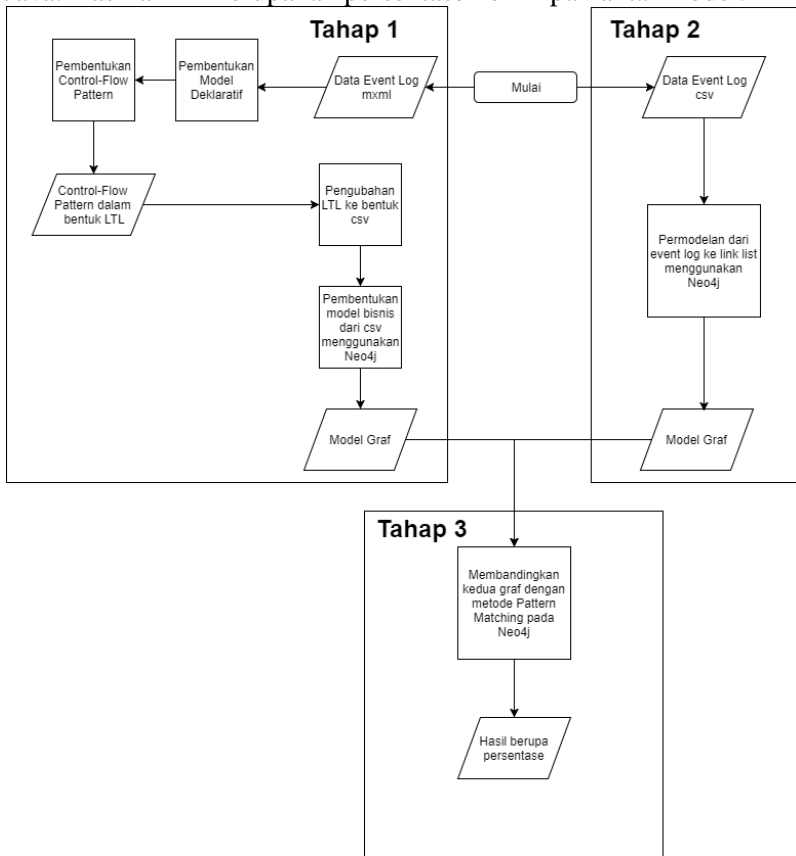 Tahap 1
Pembentukan
Control-Flow
Pattern
Pembentukan
Model
Deklaratif
Data Event Log
mxml
Mulai
Control-Flow
Pattern dalam
bentuk LTL
Pengubahan
LTL ke bentuk
csv
Pembentukan
model bisnis
dari csv
menggunakan
Neo4j
Model Graf
Tahap 2
Data Event Log
csv
Permodelan dari
event log ke link list
menggunakan
Neo4j
Model Graf
Tahap 3
Membandingkan
kedua graf dengan
metode Pattern
Matching pada
Neo4j
Hasil berupa
persentase